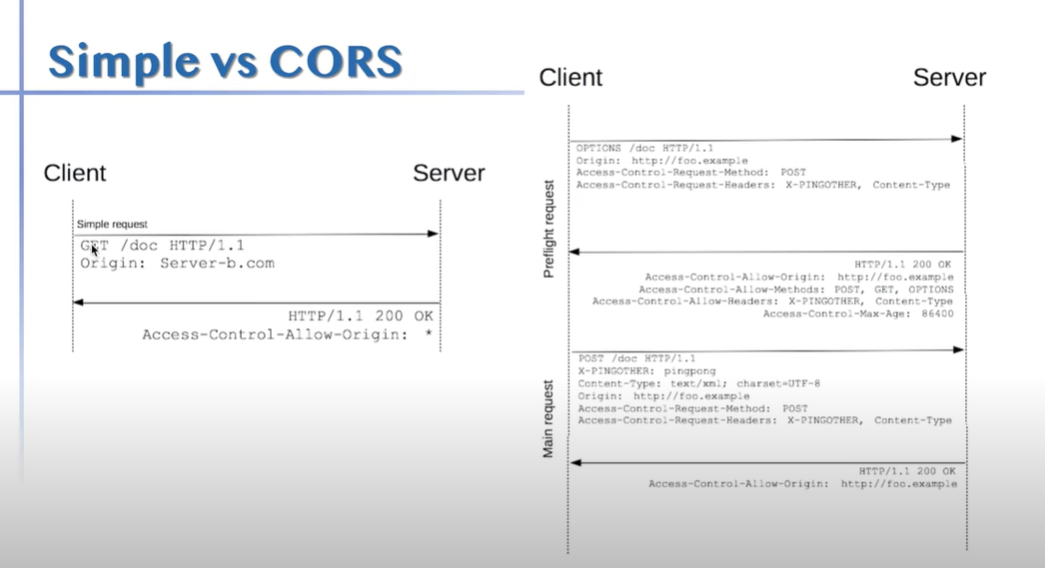 Simple vs CORS
Client
Server
Simple request
GET /doc HTTP/1.1
Origin: Server-b.com
HTTP/1.1 200 OK
Access-Control-Allow-Origin: *
Client
Server
Preflight request
OPTIONS /doc HTTP/1.1
Origin: http://foo.example
Access-Control-Request-Method: POST
Access-Control-Request-Headers: X-PINGOTHER, Content-Type
HTTP/1.1 200 OK
Access-Control-Allow-Origin: http://foo.example
Access-Control-Allow-Methods: POST, GET, OPTIONS
Access-Control-Allow-Headers: X-PINGOTHER, Content-Type
Access-Control-Max-Age: 86400
Main request
POST /doc HTTP/1.1
X-PINGOTHER: pingpong
Content-Type: text/xml; charset=UTF-8
Origin: http://foo.example
Access-Control-Request-Method: POST
Access-Control-Request-Headers: X-PINGOTHER, Content-Type
HTTP/1.1 200 OK
Access-Control-Allow-Origin: http://foo.example